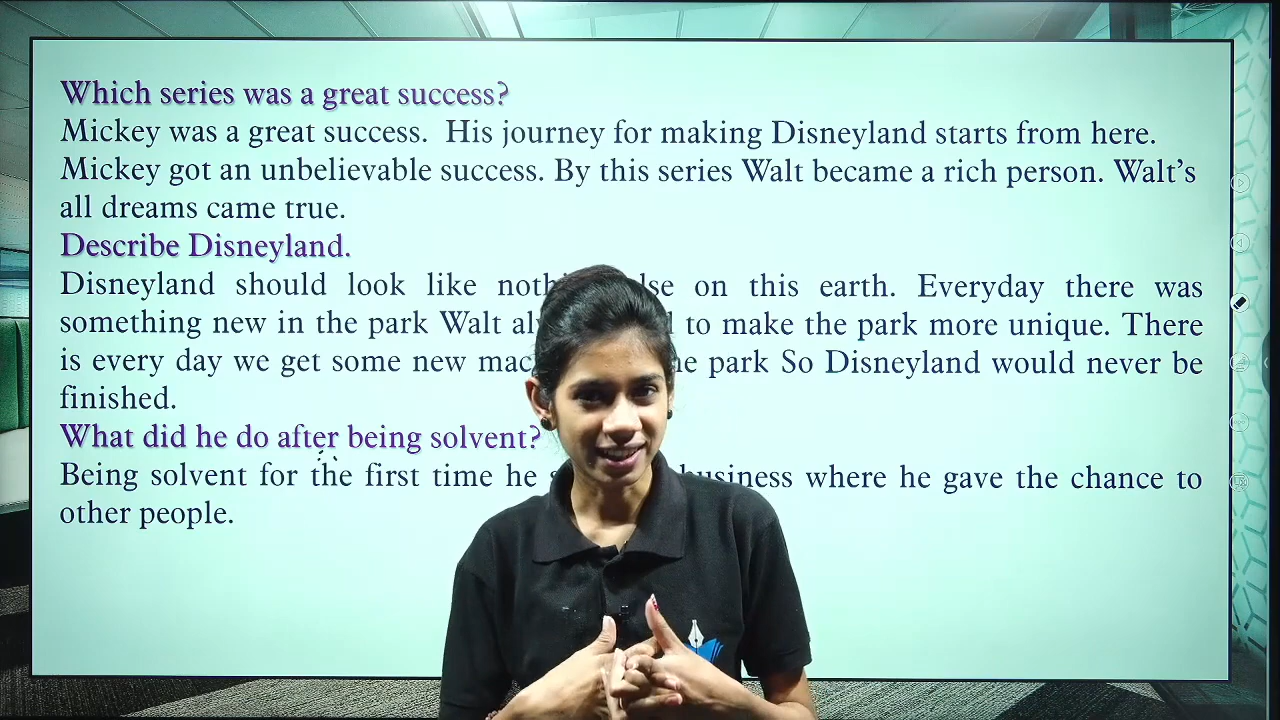 Which series was a great success?
Mickey was a great success. His journey for making Disneyland starts from here.
Mickey got an unbelievable success. By this series Walt became a rich person. Walt's
all dreams came true.
Describe Disneyland.
Disneyland should look like on this earth. Everyday there was
something new in the park Walt to make the park more unique. There
is every day we get some new park So Disneyland would never be
finished.
What did he do after being solvent?
Being solvent for the first time he business where he gave the chance to
other people.